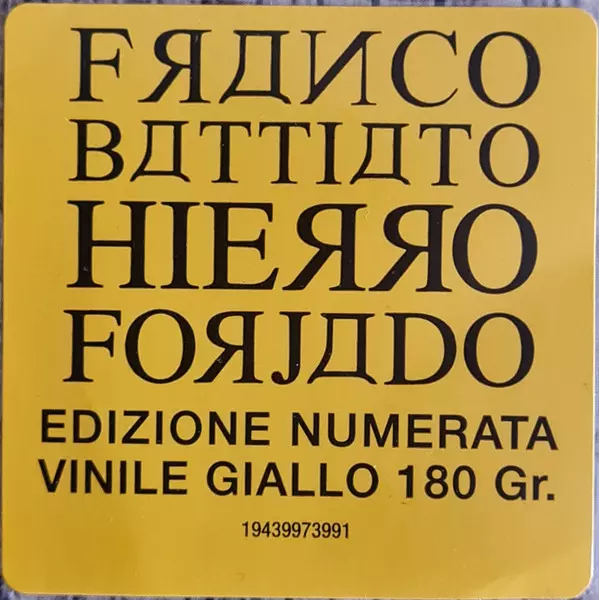 FЯДИCO
BДTTIДTO
HIEЯЯO
FOЯJДDO
EDIZIONE NUMERATA
VINILE GIALLO 180 Gr.
19439973991